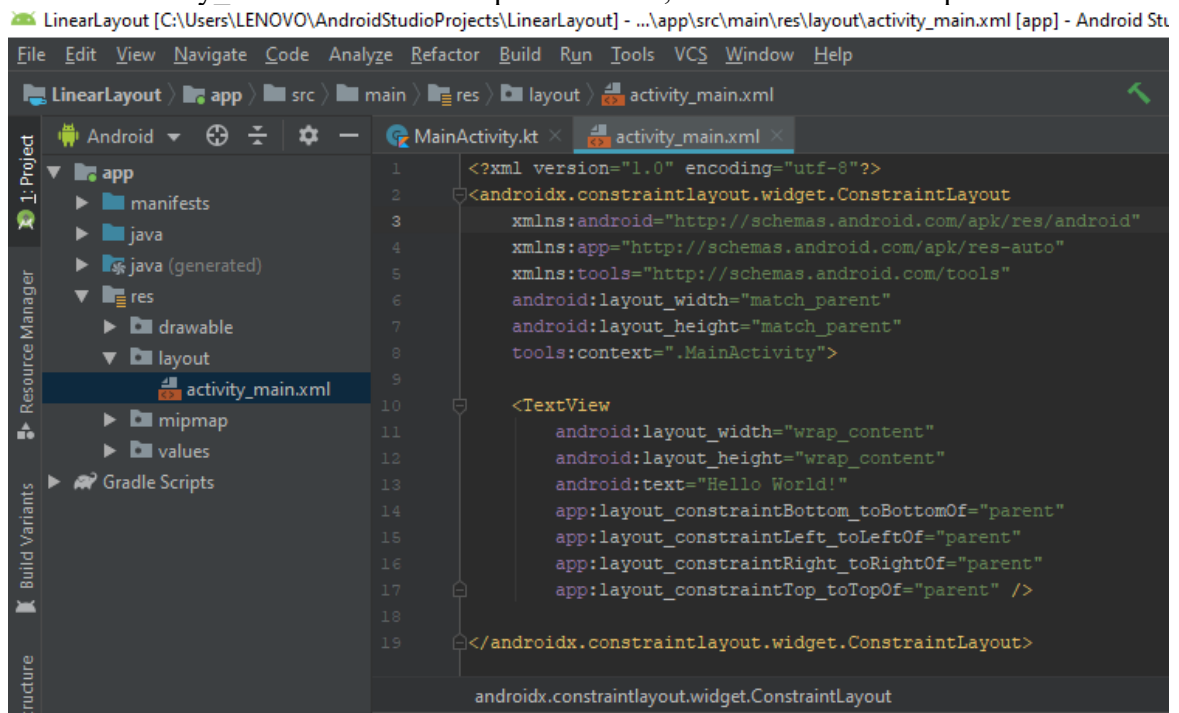 LinearLayout [C:\Users\LENOVO\AndroidStudioProjects\LinearLayout] - ...\app\src\main\res\layout\activity_main.xml [app] - Android Stu
File Edit View Navigate Code Analyze Refactor Build Run Tools VCS Window Help
LinearLayout app src main res layout activity_main.xml
1: Project
Resource Manager
Build Variants
ructure
Android
app
manifests
java
java (generated)
res
drawable
layout
activity_main.xml
mipmap
values
Gradle Scripts
MainActivity.kt activity_main.xml
1 <?xml version="1.0" encoding="utf-8"?>
2 <androidx.constraintlayout.widget.ConstraintLayout
3 xmlns:android="http://schemas.android.com/apk/res/android"
4 xmlns:app="http://schemas.android.com/apk/res-auto"
5 xmlns:tools="http://schemas.android.com/tools"
6 android:layout_width="match_parent"
7 android:layout_height="match_parent"
8 tools:context=".MainActivity">
9
10 <TextView
11 android:layout_width="wrap_content"
12 android:layout_height="wrap_content"
13 android:text="Hello World!"
14 app:layout_constraintBottom_toBottomOf="parent"
15 app:layout_constraintLeft_toLeftOf="parent"
16 app:layout_constraintRight_toRightOf="parent"
17 app:layout_constraintTop_toTopOf="parent" />
18
19 </androidx.constraintlayout.widget.ConstraintLayout>
androidx.constraintlayout.widget.ConstraintLayout